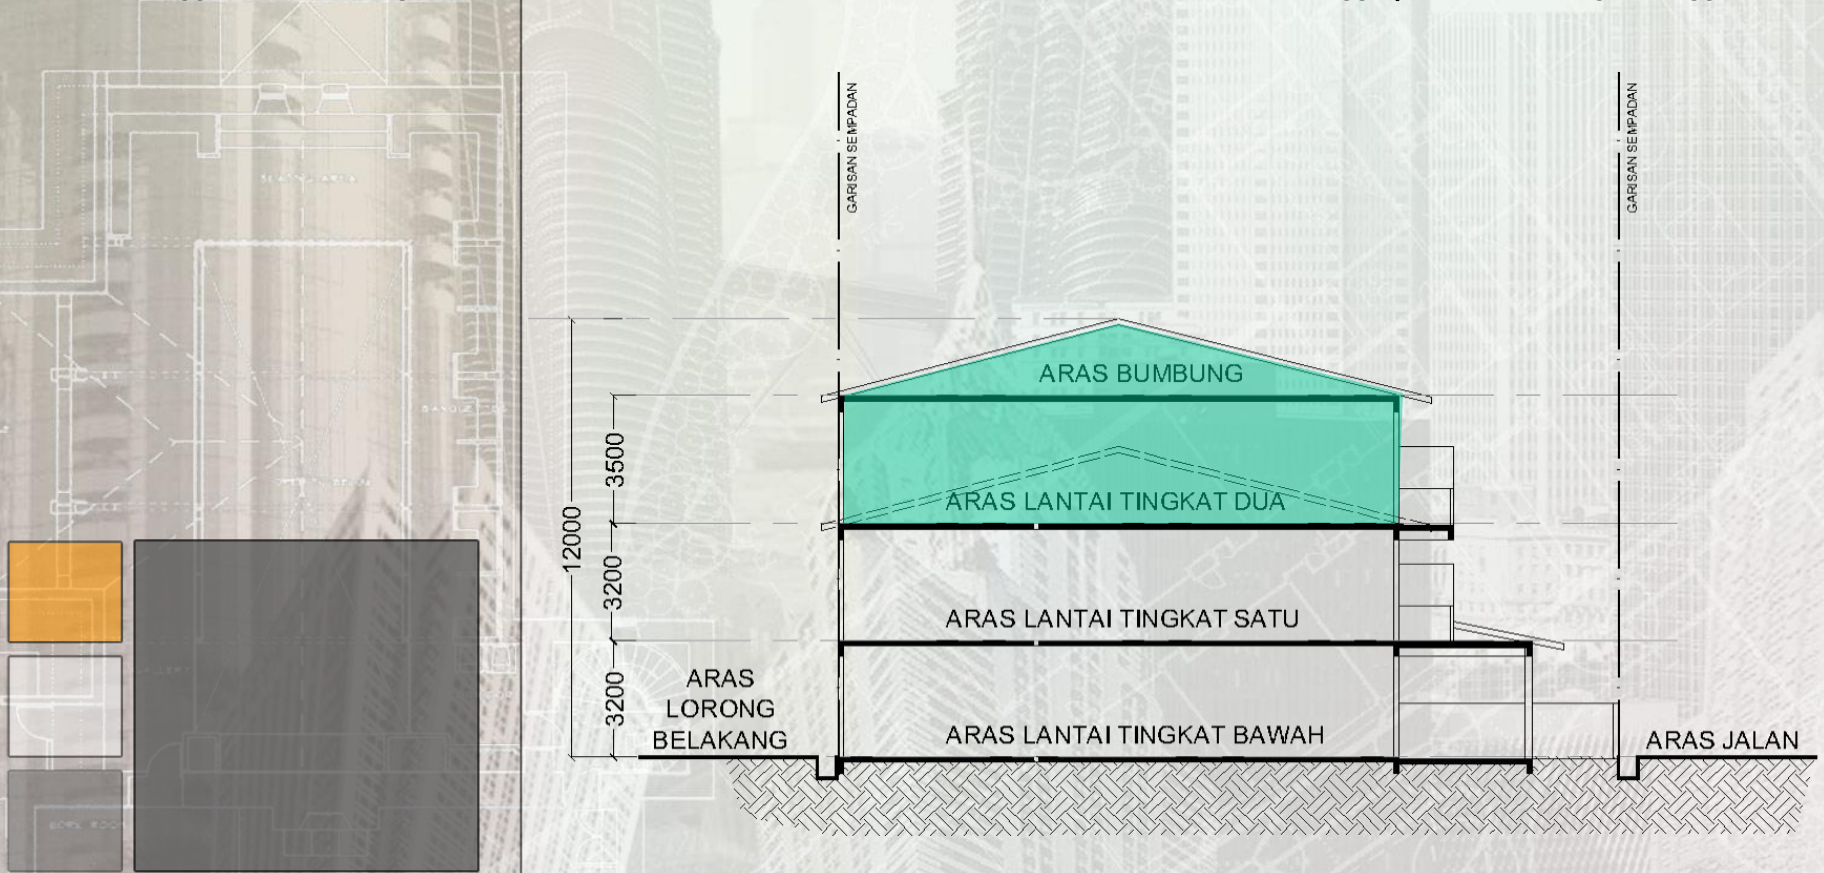 GARISAN SEMPADAN
GARISAN SEMPADAN
ARAS BUMBUNG
3500
ARAS LANTAI TINGKAT DUA
12000
3200
ARAS LANTAI TINGKAT SATU
3200
ARAS
LORONG
BELAKANG
ARAS LANTAI TINGKAT BAWAH
ARAS JALAN